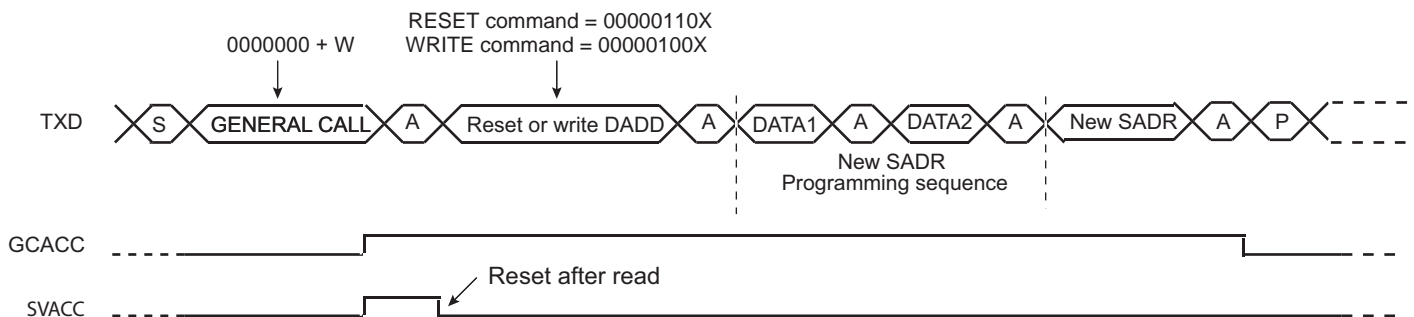 RESET command = 00000110X
0000000 + W
WRITE command = 00000100X
TXD S GENERAL CALL A Reset or write DADD A DATA1 A DATA2 A New SADR A P
New SADR
Programming sequence
GCACC
Reset after read
SVACC